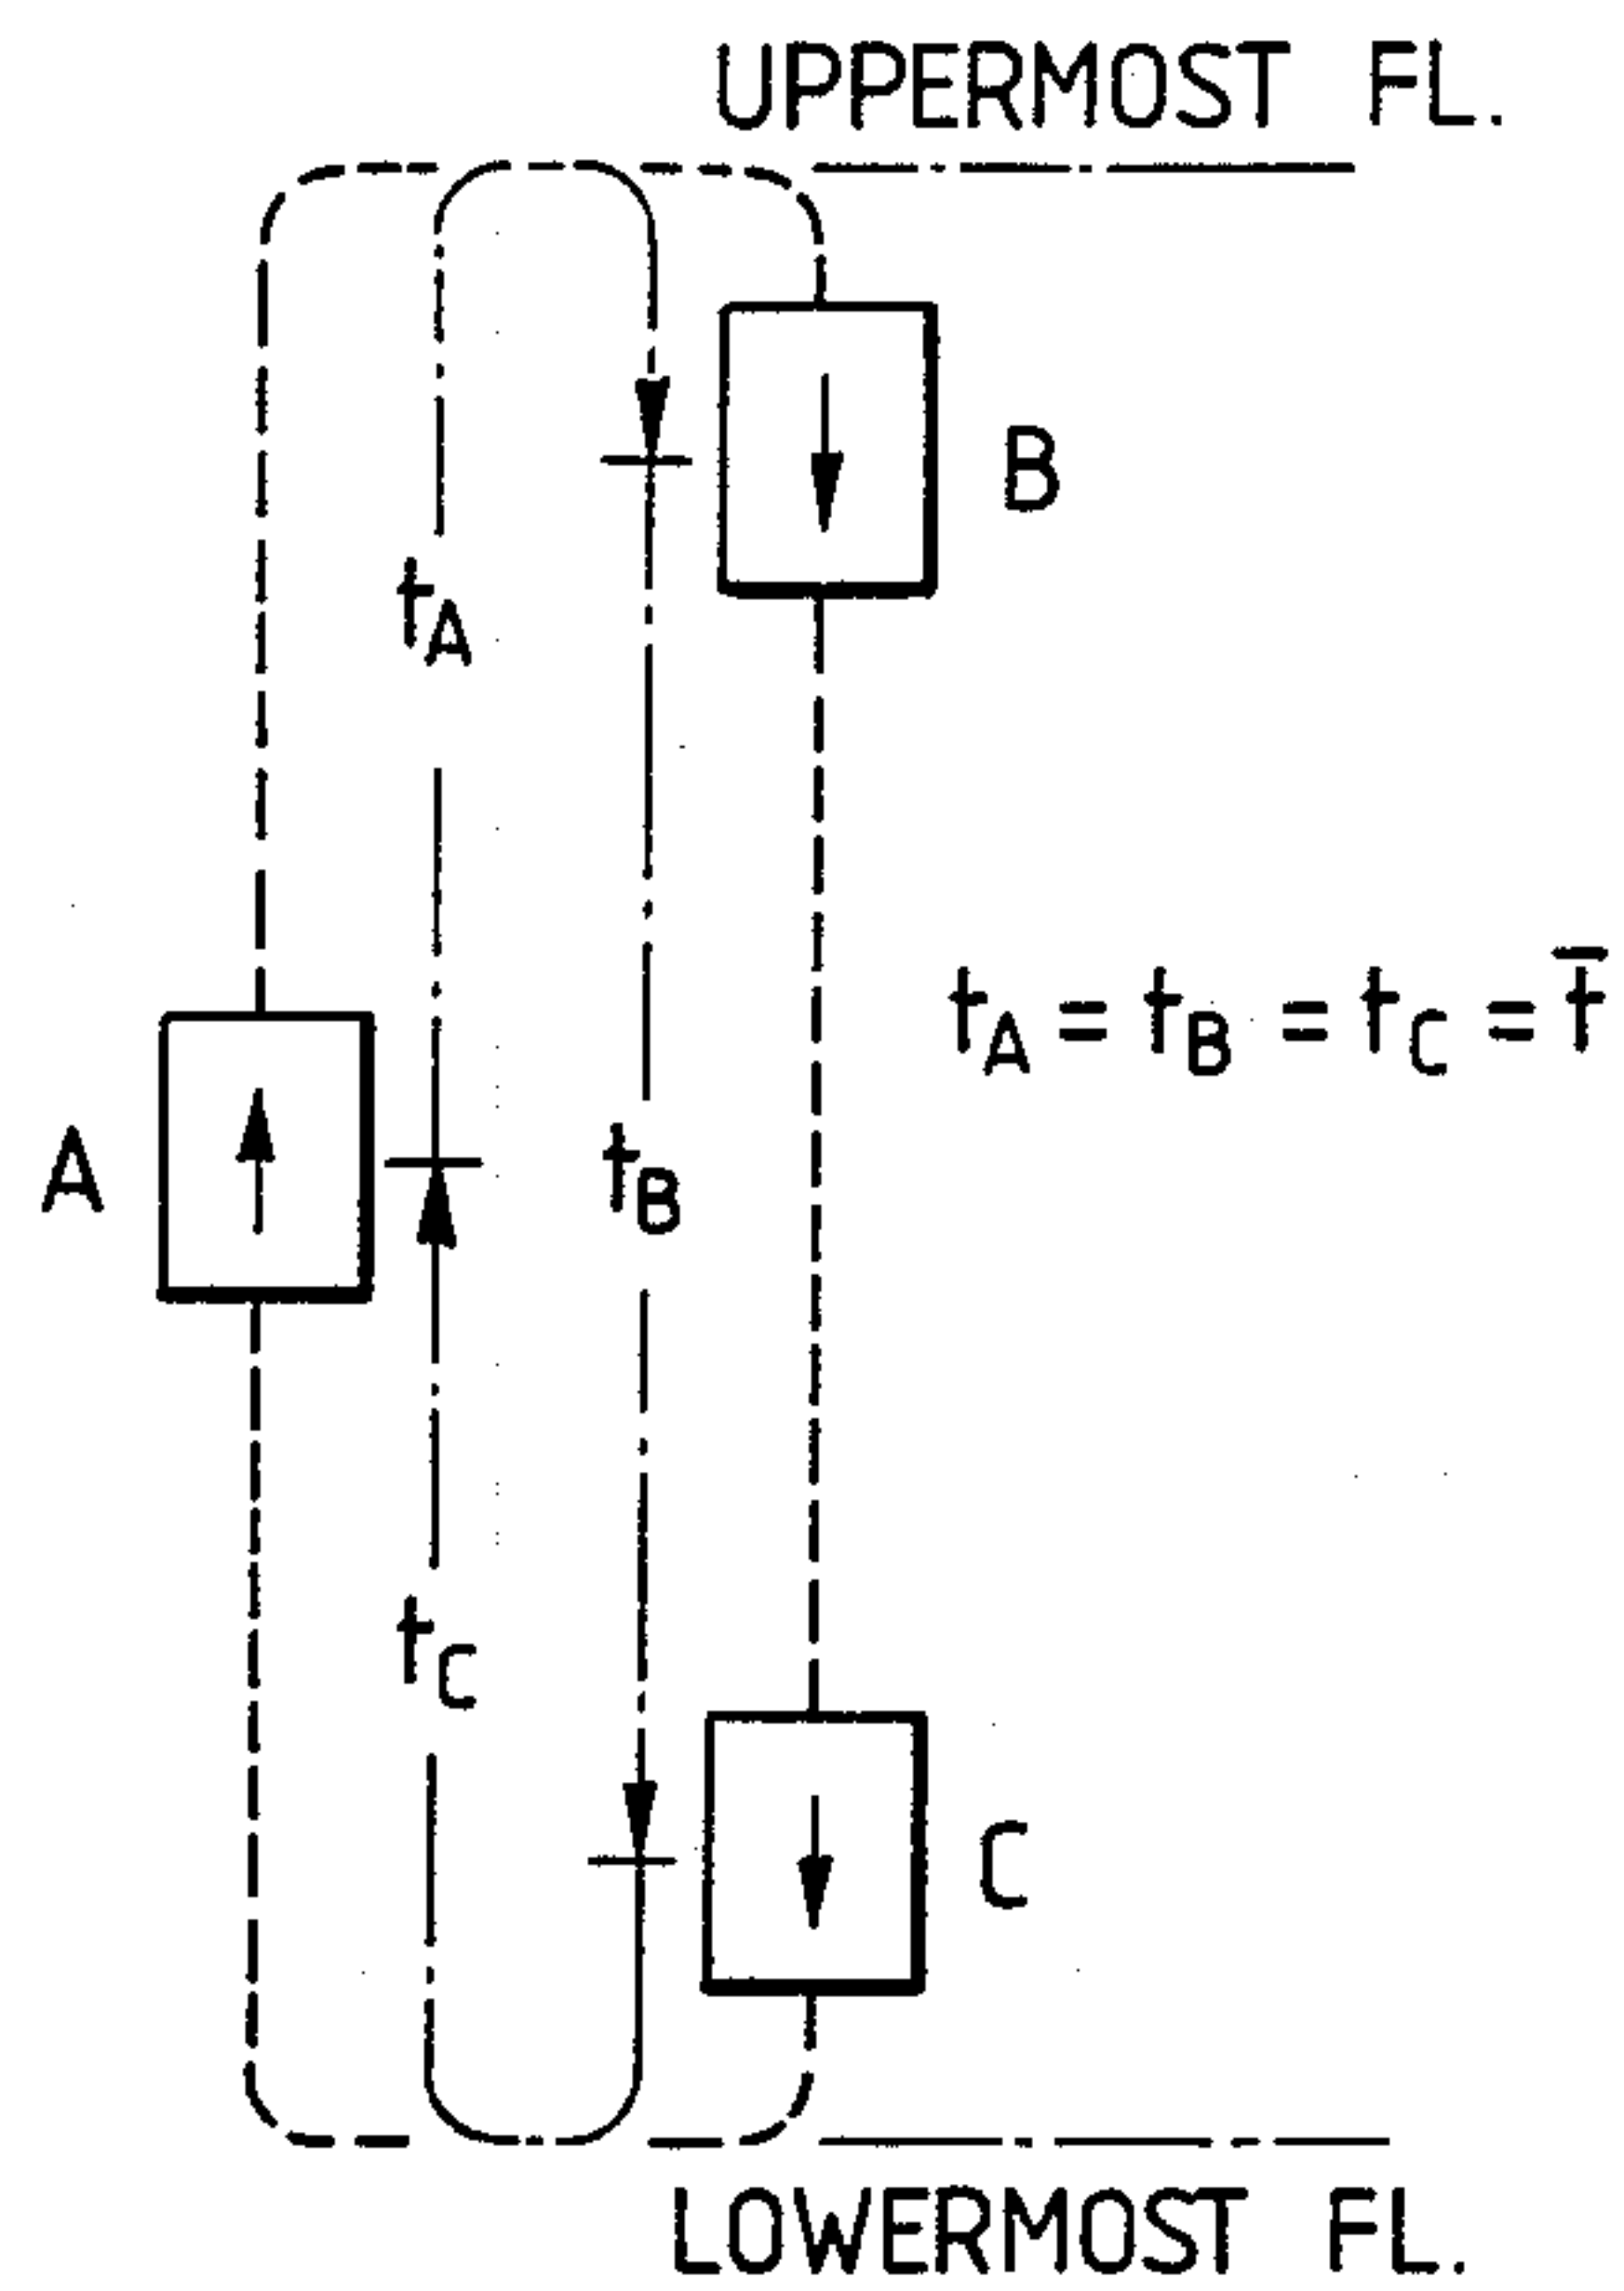 UPPERMOST FL.
B
tA
tA = tB = tC = t̅
A
tB
tC
C
LOWERMOST FL.